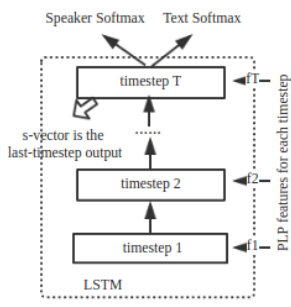 Speaker Softmax Text Softmax
timestep T
fT
s-vector is the
last-timestep output
......
timestep 2
f2
timestep 1
f1
LSTM
PLP features for each timestep